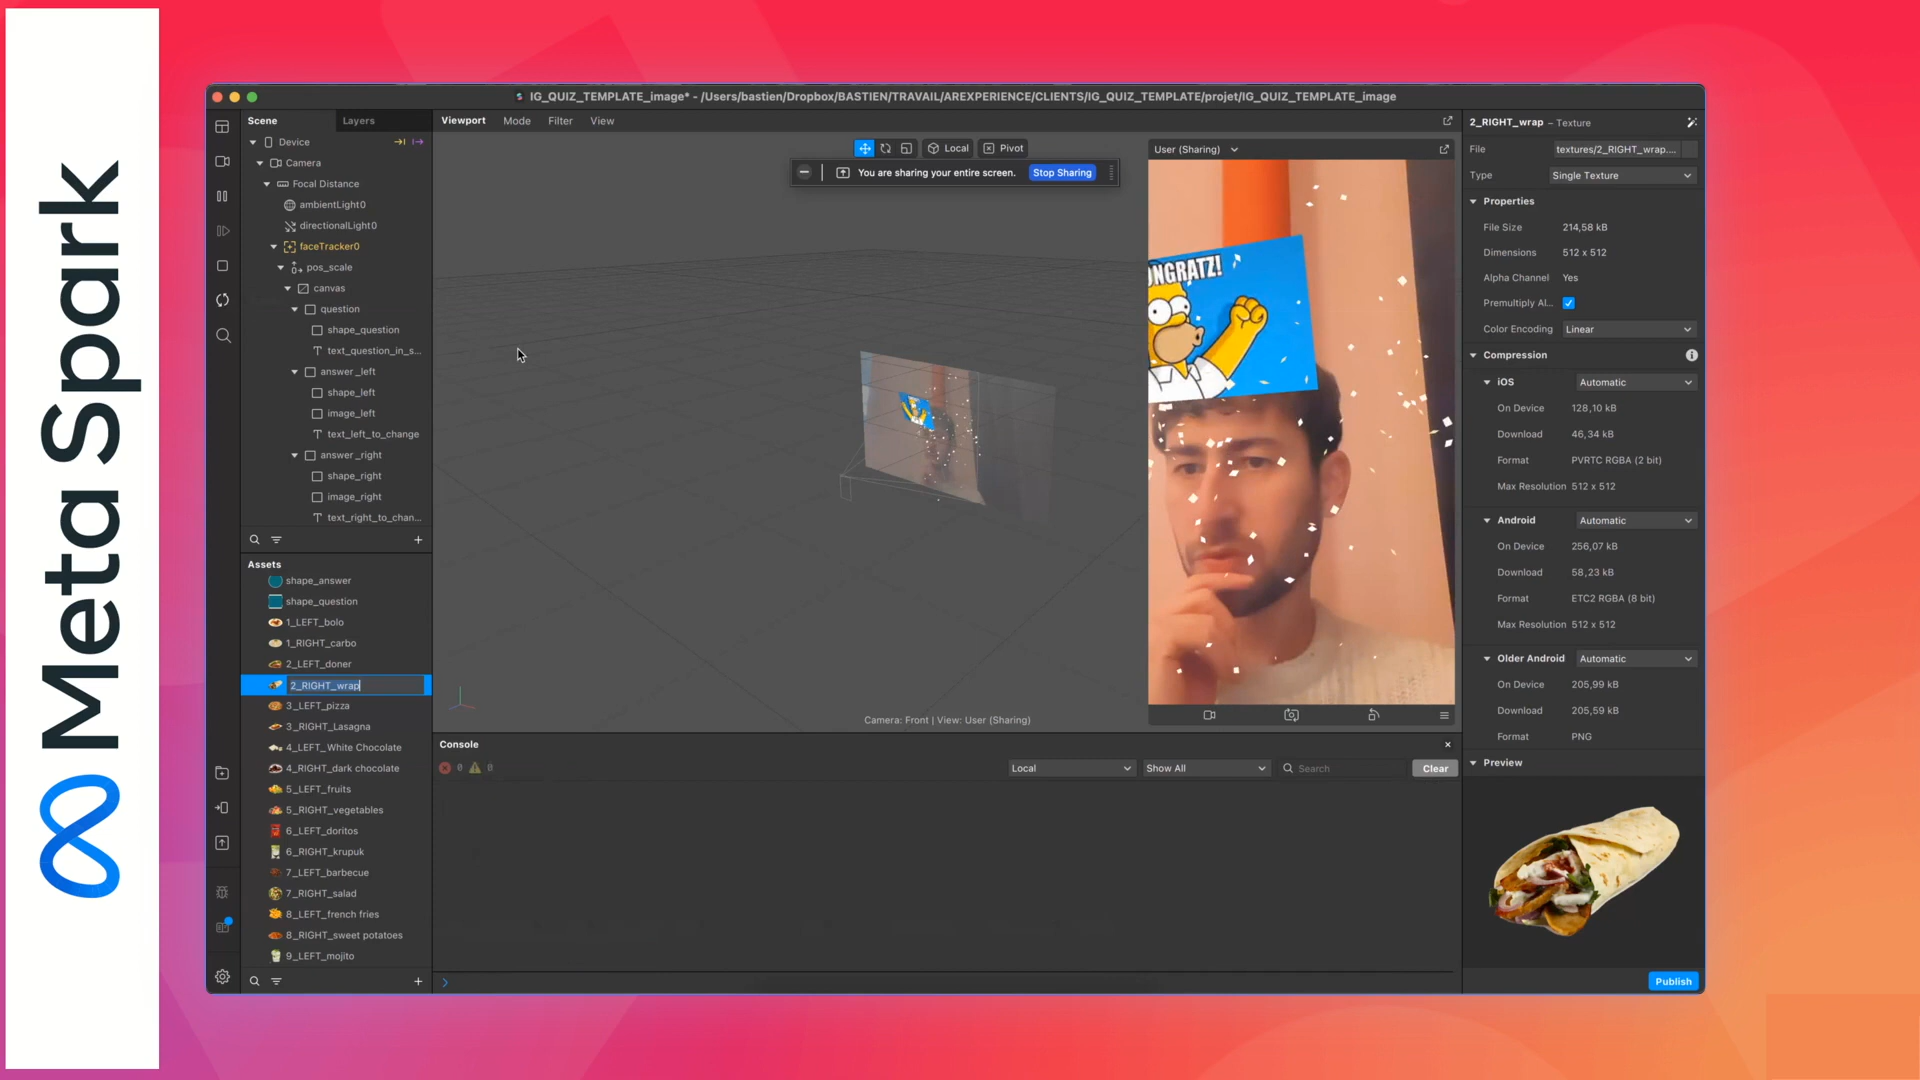 Meta Spark
IG_QUIZ_TEMPLATE_image* - /Users/bastien/Dropbox/BASTIEN/TRAVAIL/AREXPERIENCE/CLIENTS/IG_QUIZ_TEMPLATE/projet/IG_QUIZ_TEMPLATE_image
Scene Layers
Device
Camera
Focal Distance
ambientLight0
directionalLight0
faceTracker0
pos_scale
canvas
question
shape_question
text_question_in_s...
answer_left
shape_left
image_left
text_left_to_change
answer_right
shape_right
image_right
text_right_to_chan...
Assets
shape_answer
shape_question
1_LEFT_bolo
1_RIGHT_carbo
2_LEFT_doner
2_RIGHT_wrap
3_LEFT_pizza
3_RIGHT_Lasagna
4_LEFT_White Chocolate
4_RIGHT_dark chocolate
5_LEFT_fruits
5_RIGHT_vegetables
6_LEFT_doritos
6_RIGHT_krupuk
7_LEFT_barbecue
7_RIGHT_salad
8_LEFT_french fries
8_RIGHT_sweet potatoes
9_LEFT_mojito
Viewport Mode Filter View
Local Pivot
You are sharing your entire screen. Stop Sharing
User (Sharing)
ONGRATZ!
Camera: Front | View: User (Sharing)
Console
0 0
Local Show All Search Clear
2_RIGHT_wrap – Texture
File textures/2_RIGHT_wrap....
Type Single Texture
Properties
File Size 214,58 kB
Dimensions 512 x 512
Alpha Channel Yes
Premultiply Al...
Color Encoding Linear
Compression
iOS Automatic
On Device 128,10 kB
Download 46,34 kB
Format PVRTC RGBA (2 bit)
Max Resolution 512 x 512
Android Automatic
On Device 256,07 kB
Download 58,23 kB
Format ETC2 RGBA (8 bit)
Max Resolution 512 x 512
Older Android Automatic
On Device 205,99 kB
Download 205,59 kB
Format PNG
Preview
Publish